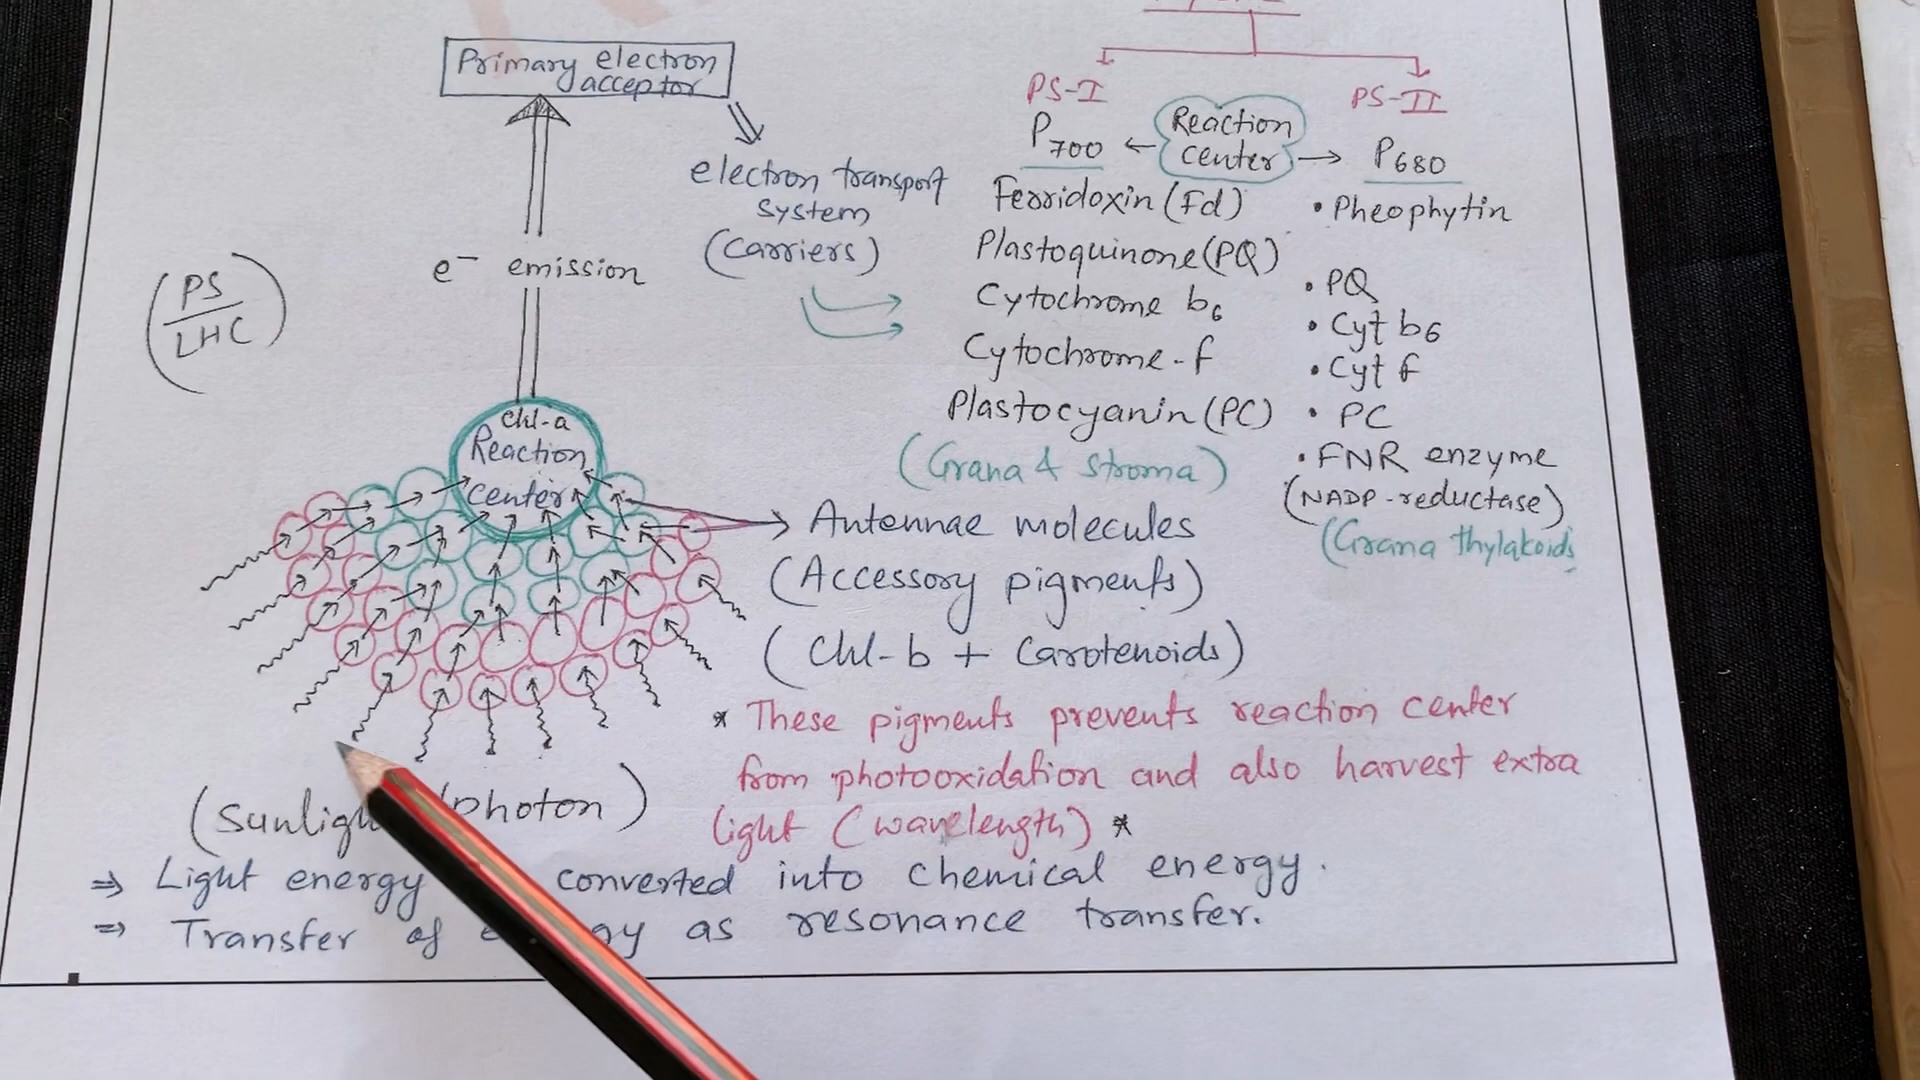 Primary electron
acceptor
electron transport
system
(carriers)
e⁻ emission
(PS/LHC)
Chl-a
Reaction
center
PS-I
PS-II
Reaction
center
P700
P680
Ferridoxin (Fd)
Plastoquinone (PQ)
Cytochrome b6
Cytochrome-f
Plastocyanin (PC)
(Grana & Stroma)
• Pheophytin
• PQ
• Cyt b6
• Cyt f
• PC
• FNR enzyme
(NADP-reductase)
(Grana thylakoids
Antennae molecules
(Accessory pigments)
(Chl-b + Carotenoids)
* These pigments prevents reaction center
from photooxidation and also harvest extra
light (wavelength) *
photon)
⇒ Light energy converted into chemical energy.
⇒ Transfer of as resonance transfer.